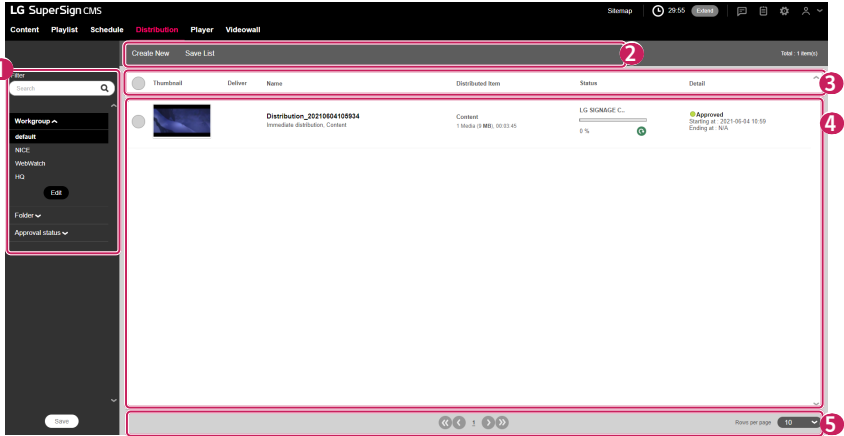 LG SuperSign CMS
Sitemap 29:55 Extend
Content Playlist Schedule Distribution Player Videowall
1
Filter
Search
Workgroup
default
NICE
WebWatch
HQ
Edit
Folder
Approval status
Save
Create New Save List
2
Total : 1 item(s)
Thumbnail Deliver Name Distributed Item Status Detail
3
Distribution_20210604105934
Immediate distribution, Content
Content
1 Media (9 MB), 00:03:45
LG SIGNAGE C...
0 %
Approved
Starting at : 2021-06-04 10:59
Ending at : N/A
4
1
Rows per page 10
5